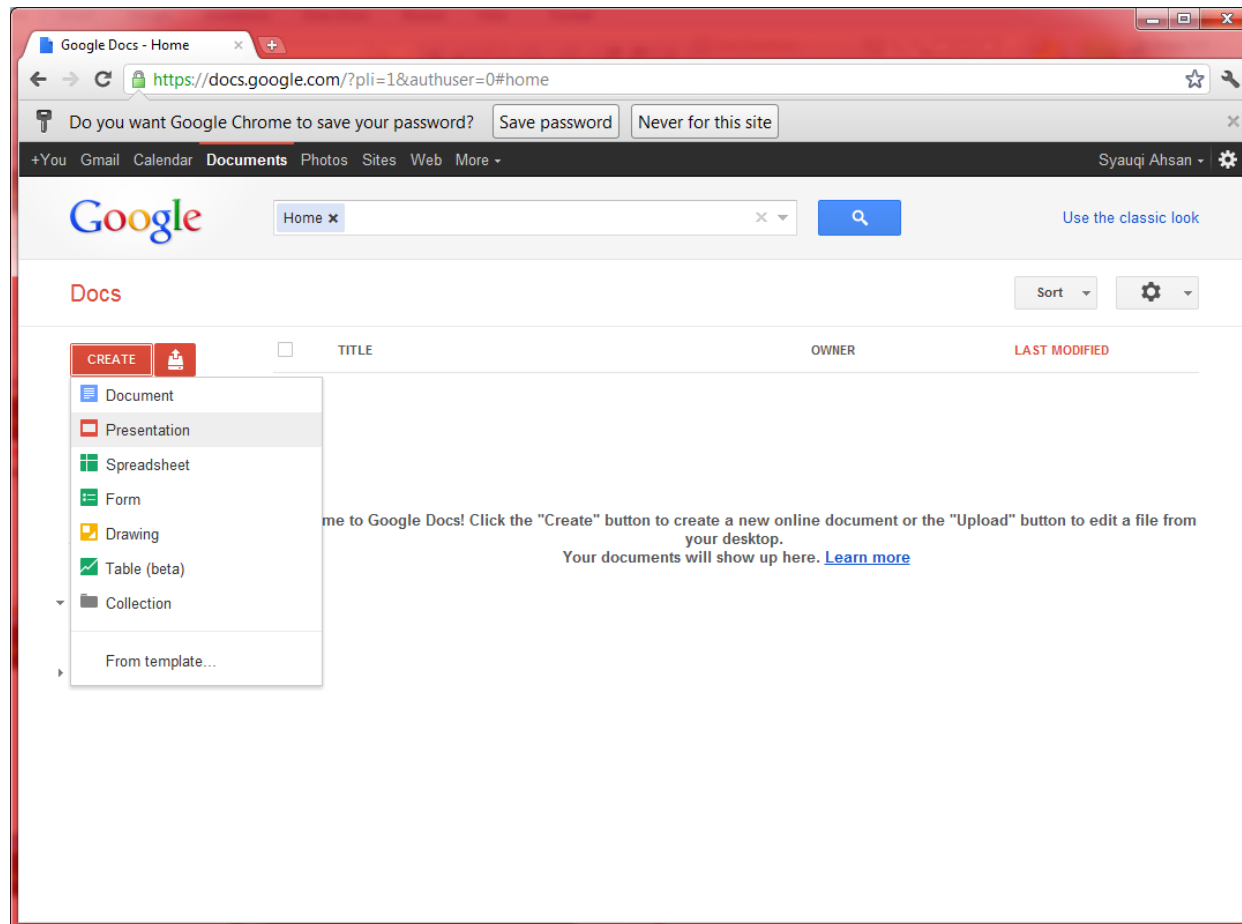 Google Docs - Home
https://docs.google.com/?pli=1&authuser=0#home
Do you want Google Chrome to save your password? Save password Never for this site
+You Gmail Calendar Documents Photos Sites Web More Syauqi Ahsan
Google Home Use the classic look
Docs Sort
CREATE TITLE OWNER LAST MODIFIED
Document
Presentation
Spreadsheet
Form
Drawing
Table (beta)
Collection
From template...
me to Google Docs! Click the "Create" button to create a new online document or the "Upload" button to edit a file from
your desktop.
Your documents will show up here. Learn more